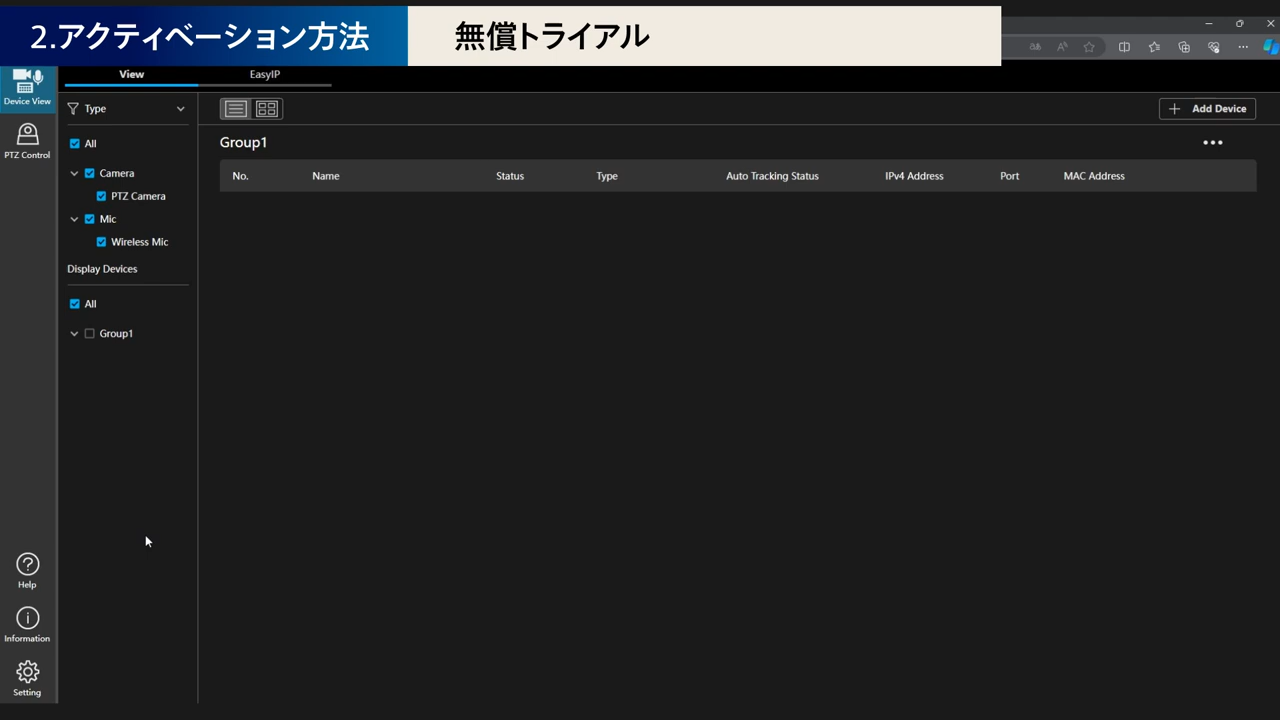 2.アクティベーション方法
無償トライアル
Device View
PTZ Control
View
EasyIP
Type
All
Camera
PTZ Camera
Mic
Wireless Mic
Display Devices
All
Group1
Add Device
Group1
No.
Name
Status
Type
Auto Tracking Status
IPv4 Address
Port
MAC Address
Help
Information
Setting